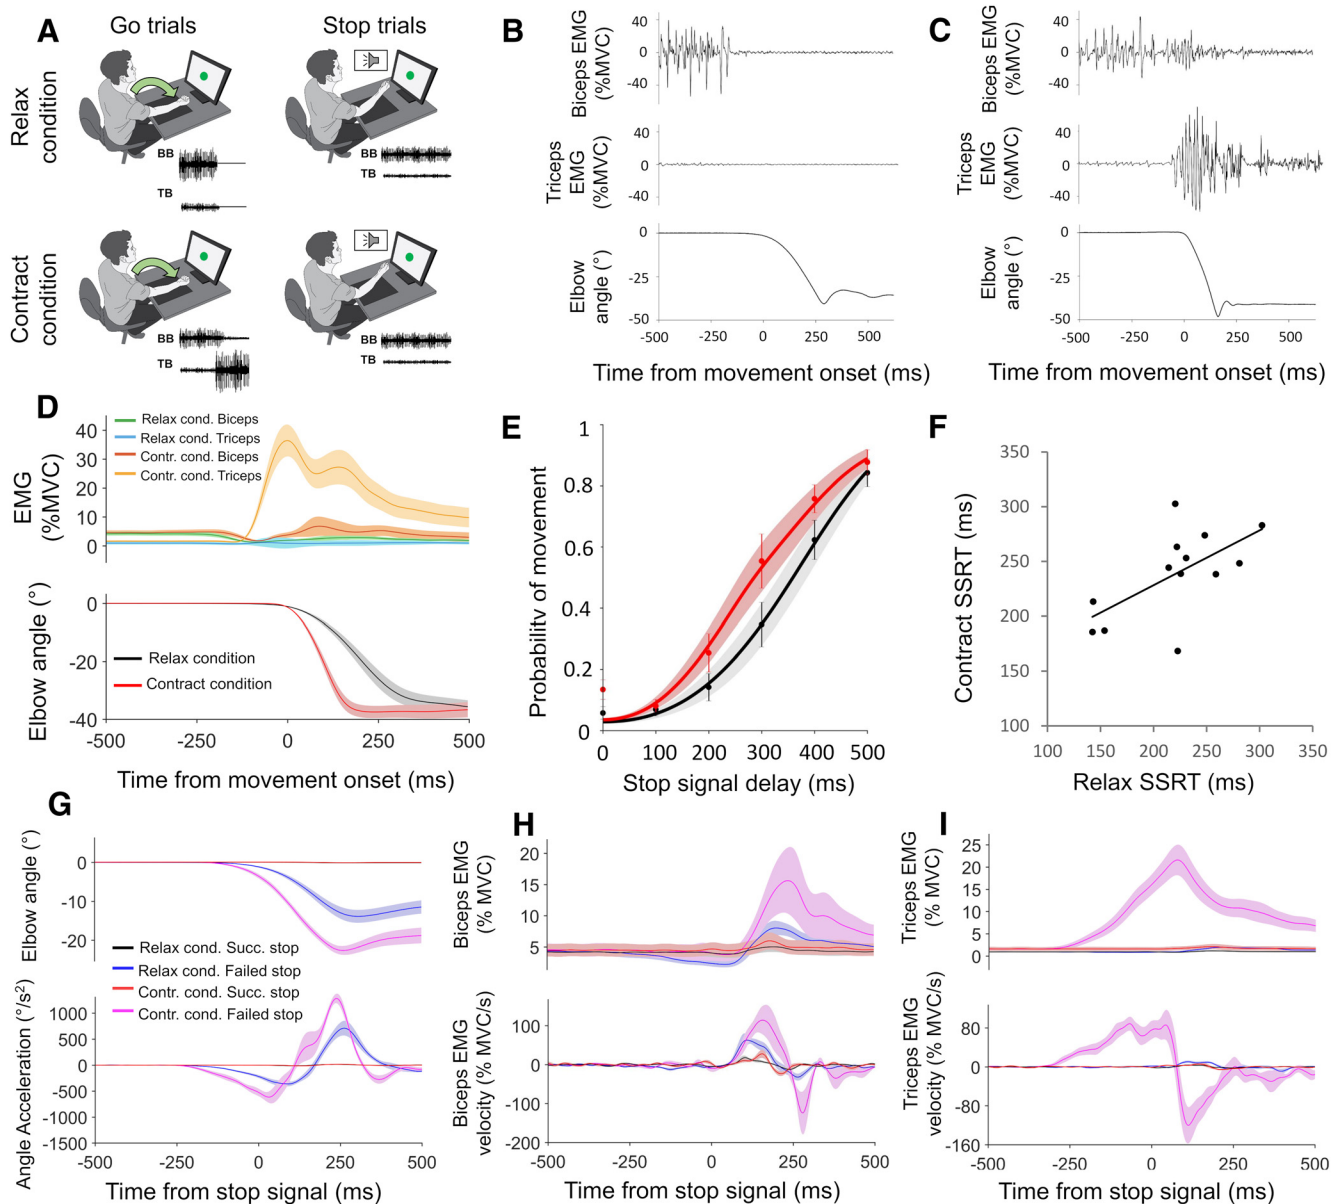 A
Go trials
Stop trials
Relax
condition
BB
TB
BB
TB
Contract
condition
BB
TB
BB
TB
B
Biceps EMG
(%MVC)
40
0
-40
Triceps
EMG
(%MVC)
40
0
-40
Elbow
angle (°)
0
-25
-50
-500
-250
0
250
500
Time from movement onset (ms)
C
Biceps EMG
(%MVC)
40
0
-40
Triceps
EMG
(%MVC)
40
0
40
Elbow
angle (°)
0
-25
-50
-500
-250
0
250
500
Time from movement onset (ms)
D
Relax cond. Biceps
Relax cond. Triceps
Contr. cond. Biceps
Contr. cond. Triceps
EMG
(%MVC)
40
30
20
10
0
Elbow angle (°)
0
-20
-40
Relax condition
Contract condition
-500
-250
0
250
500
Time from movement onset (ms)
E
Probability of movement
1
0.8
0.6
0.4
0.2
0
0
100
200
300
400
500
Stop signal delay (ms)
F
Contract SSRT (ms)
350
300
250
200
150
100
100
150
200
250
300
350
Relax SSRT (ms)
G
Elbow angle (°)
0
-10
-20
Relax cond. Succ. stop
Relax cond. Failed stop
Contr. cond. Succ. stop
Contr. cond. Failed stop
Angle Acceleration (°/s²)
1000
500
0
-500
-1000
-1500
-500
-250
0
250
500
Time from stop signal (ms)
H
Biceps EMG
(% MVC)
20
15
10
5
Biceps EMG
velocity (% MVC/s)
100
0
-100
-200
-500
-250
0
250
500
Time from stop signal (ms)
I
Triceps EMG
(% MVC)
25
20
15
10
5
0
Triceps EMG
velocity (% MVC/s)
80
0
-80
-160
-500
-250
0
250
500
Time from stop signal (ms)